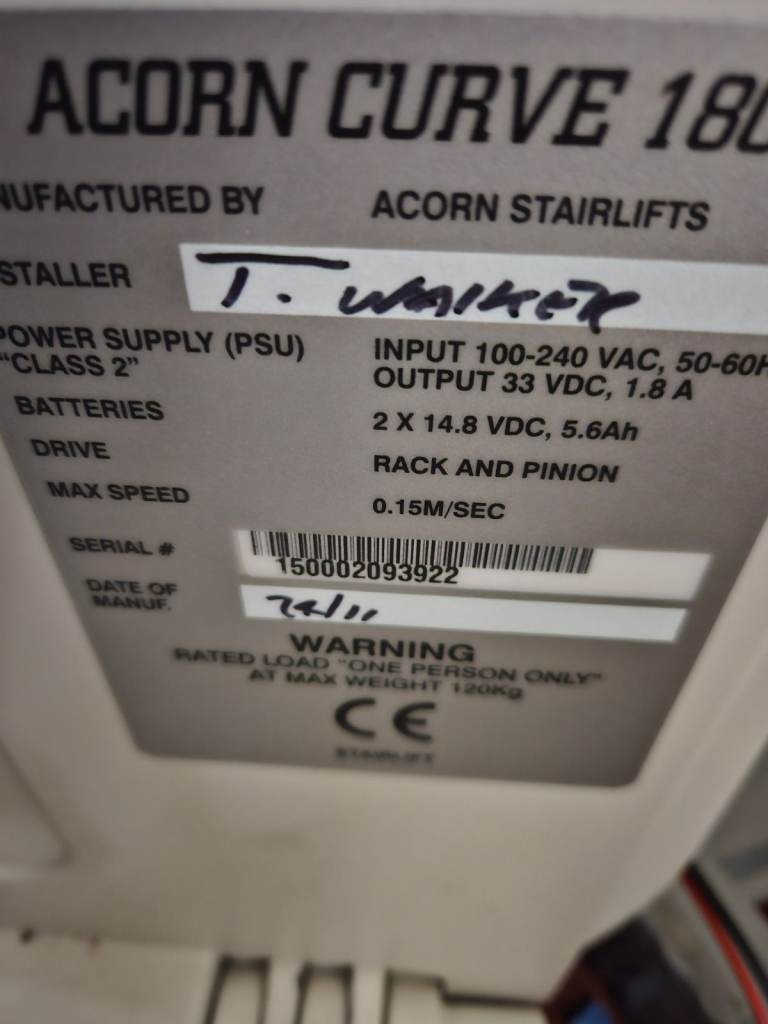 ACORN CURVE 180
NUFACTURED BY ACORN STAIRLIFTS
STALLER T. WALKER
POWER SUPPLY (PSU) INPUT 100-240 VAC, 50-60H
"CLASS 2" OUTPUT 33 VDC, 1.8 A
BATTERIES 2 X 14.8 VDC, 5.6Ah
DRIVE RACK AND PINION
MAX SPEED 0.15M/SEC
SERIAL # 150002093922
DATE OF
MANUF.
WARNING
RATED LOAD "ONE PERSON ONLY"
AT MAX WEIGHT 120Kg
CE
STAIRLIFT